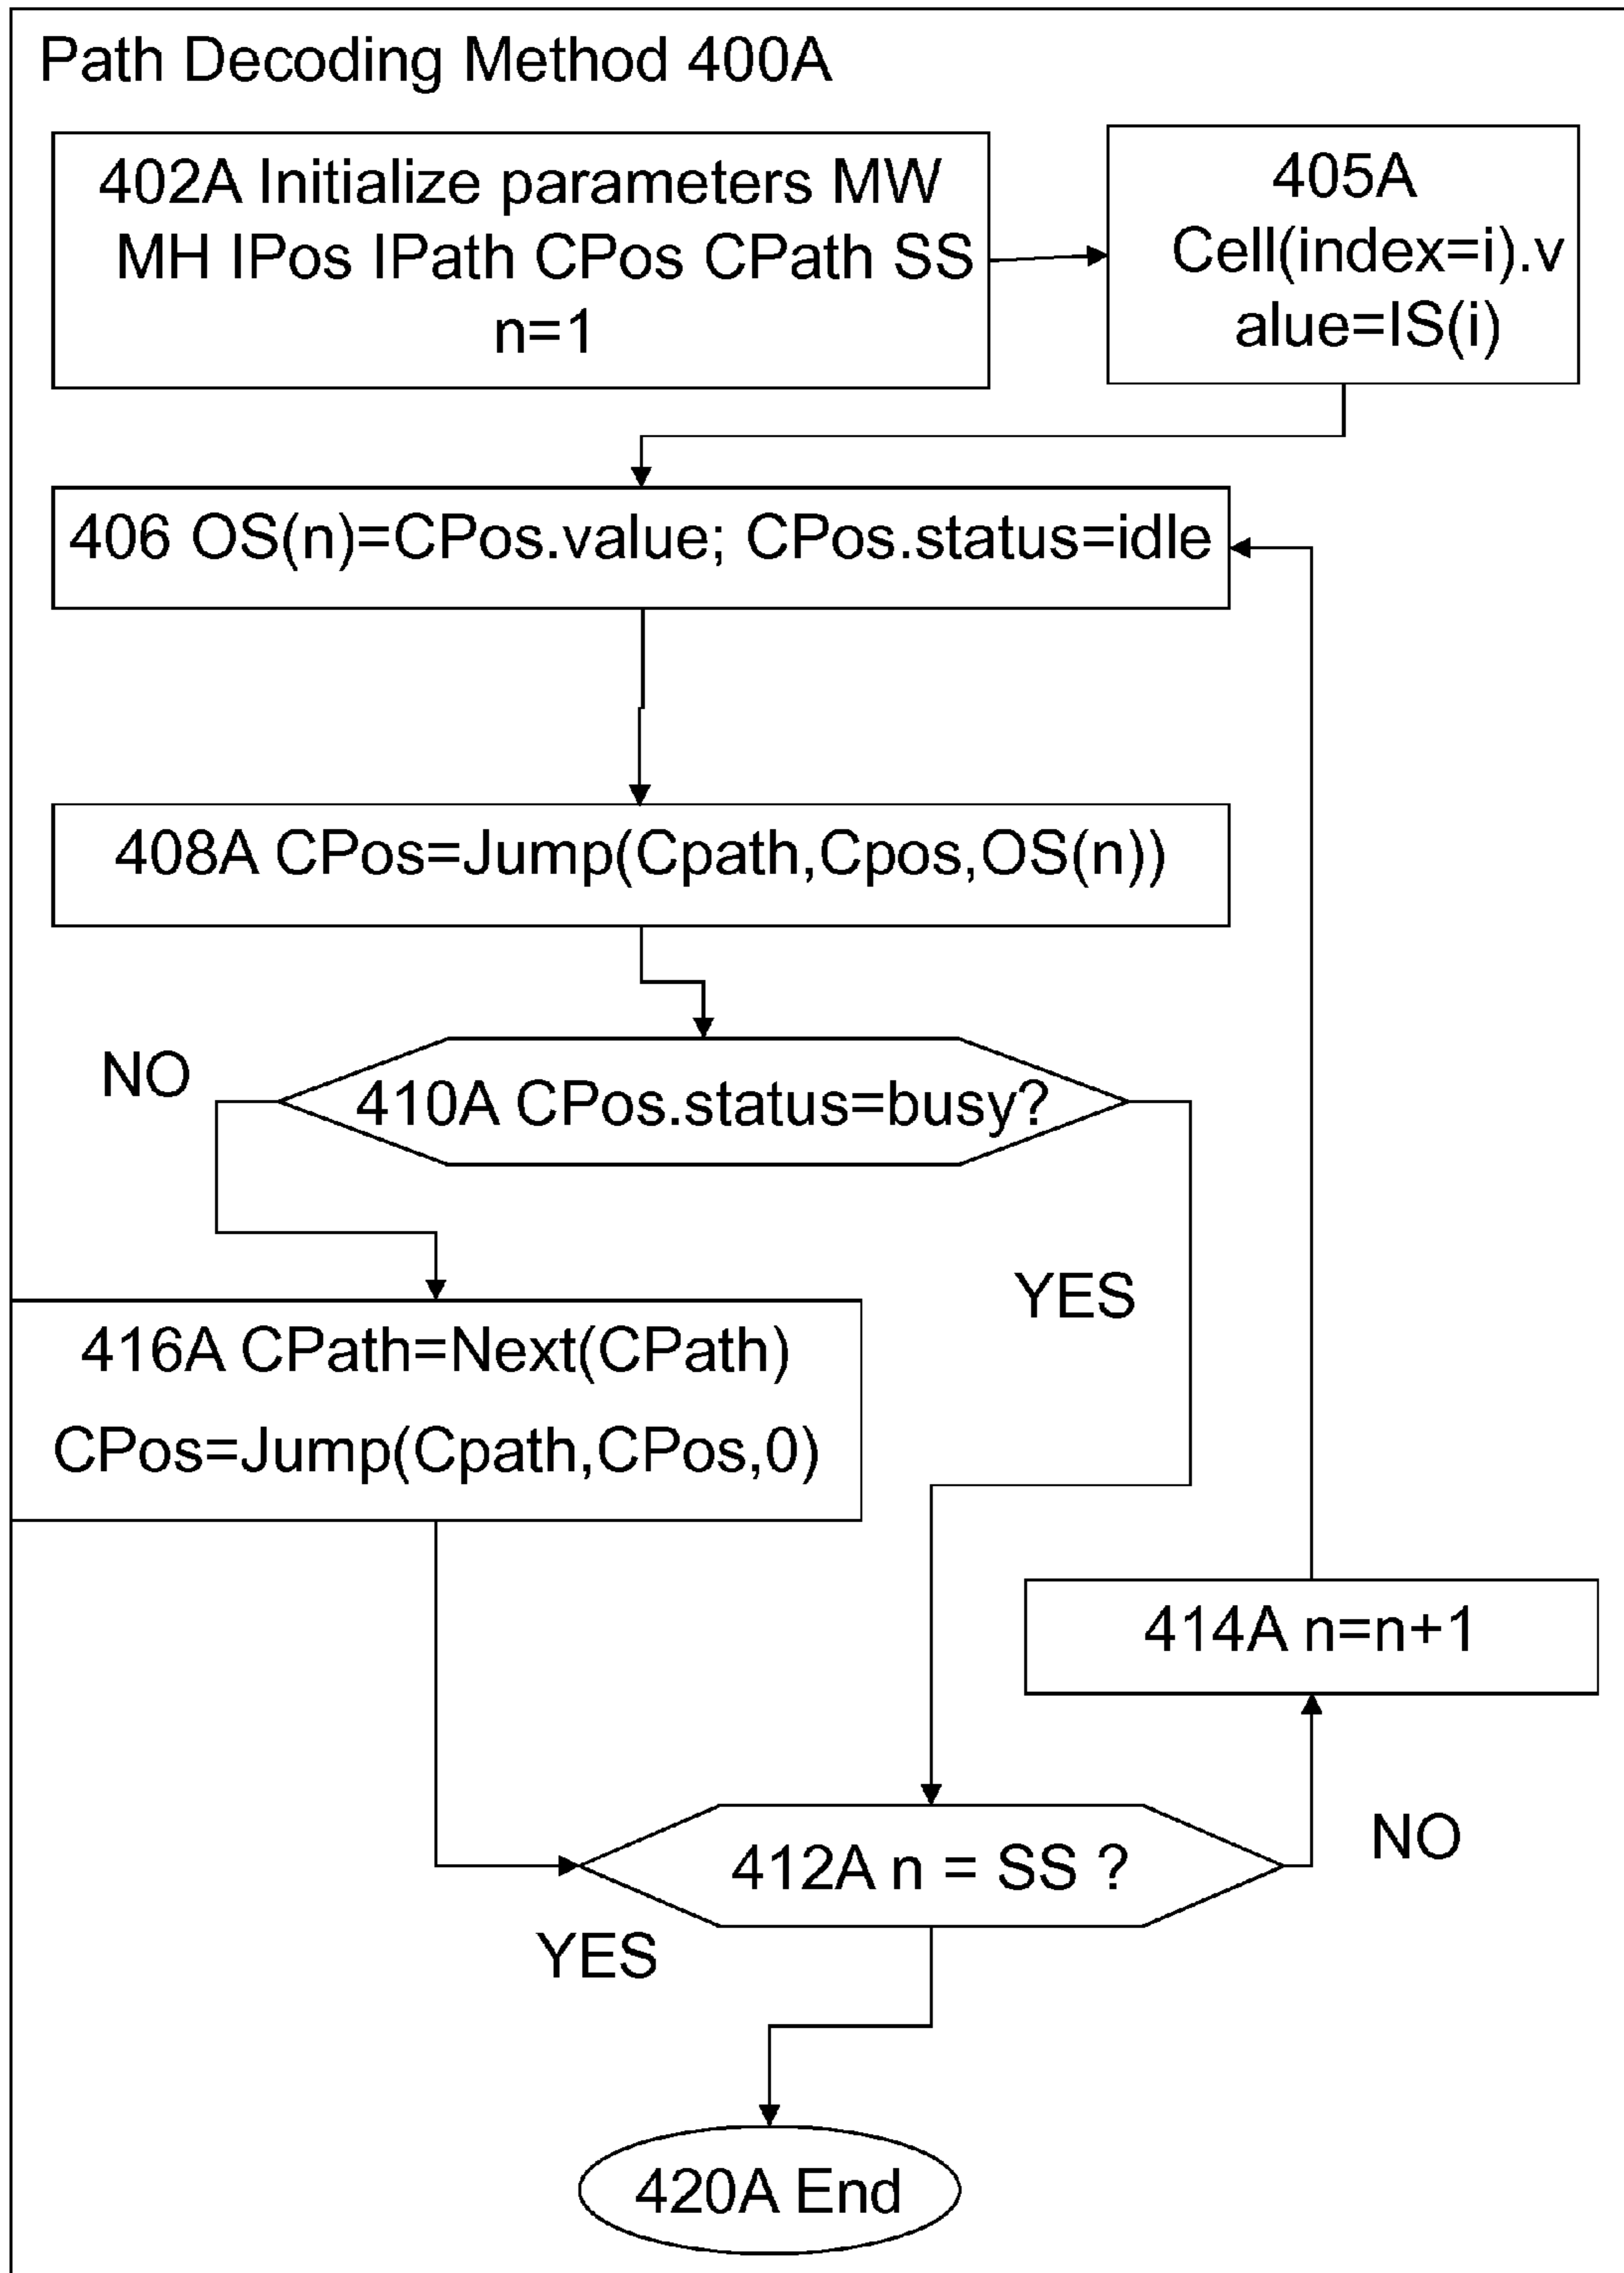 Path Decoding Method 400A
402A Initialize parameters MW
MH IPos IPath CPos CPath SS
n=1
405A
Cell(index=i).v
alue=IS(i)
406 OS(n)=CPos.value; CPos.status=idle
408A CPos=Jump(Cpath,Cpos,OS(n))
NO
410A CPos.status=busy?
YES
416A CPath=Next(CPath)
CPos=Jump(Cpath,CPos,0)
414A n=n+1
412A n = SS ?
NO
YES
420A End